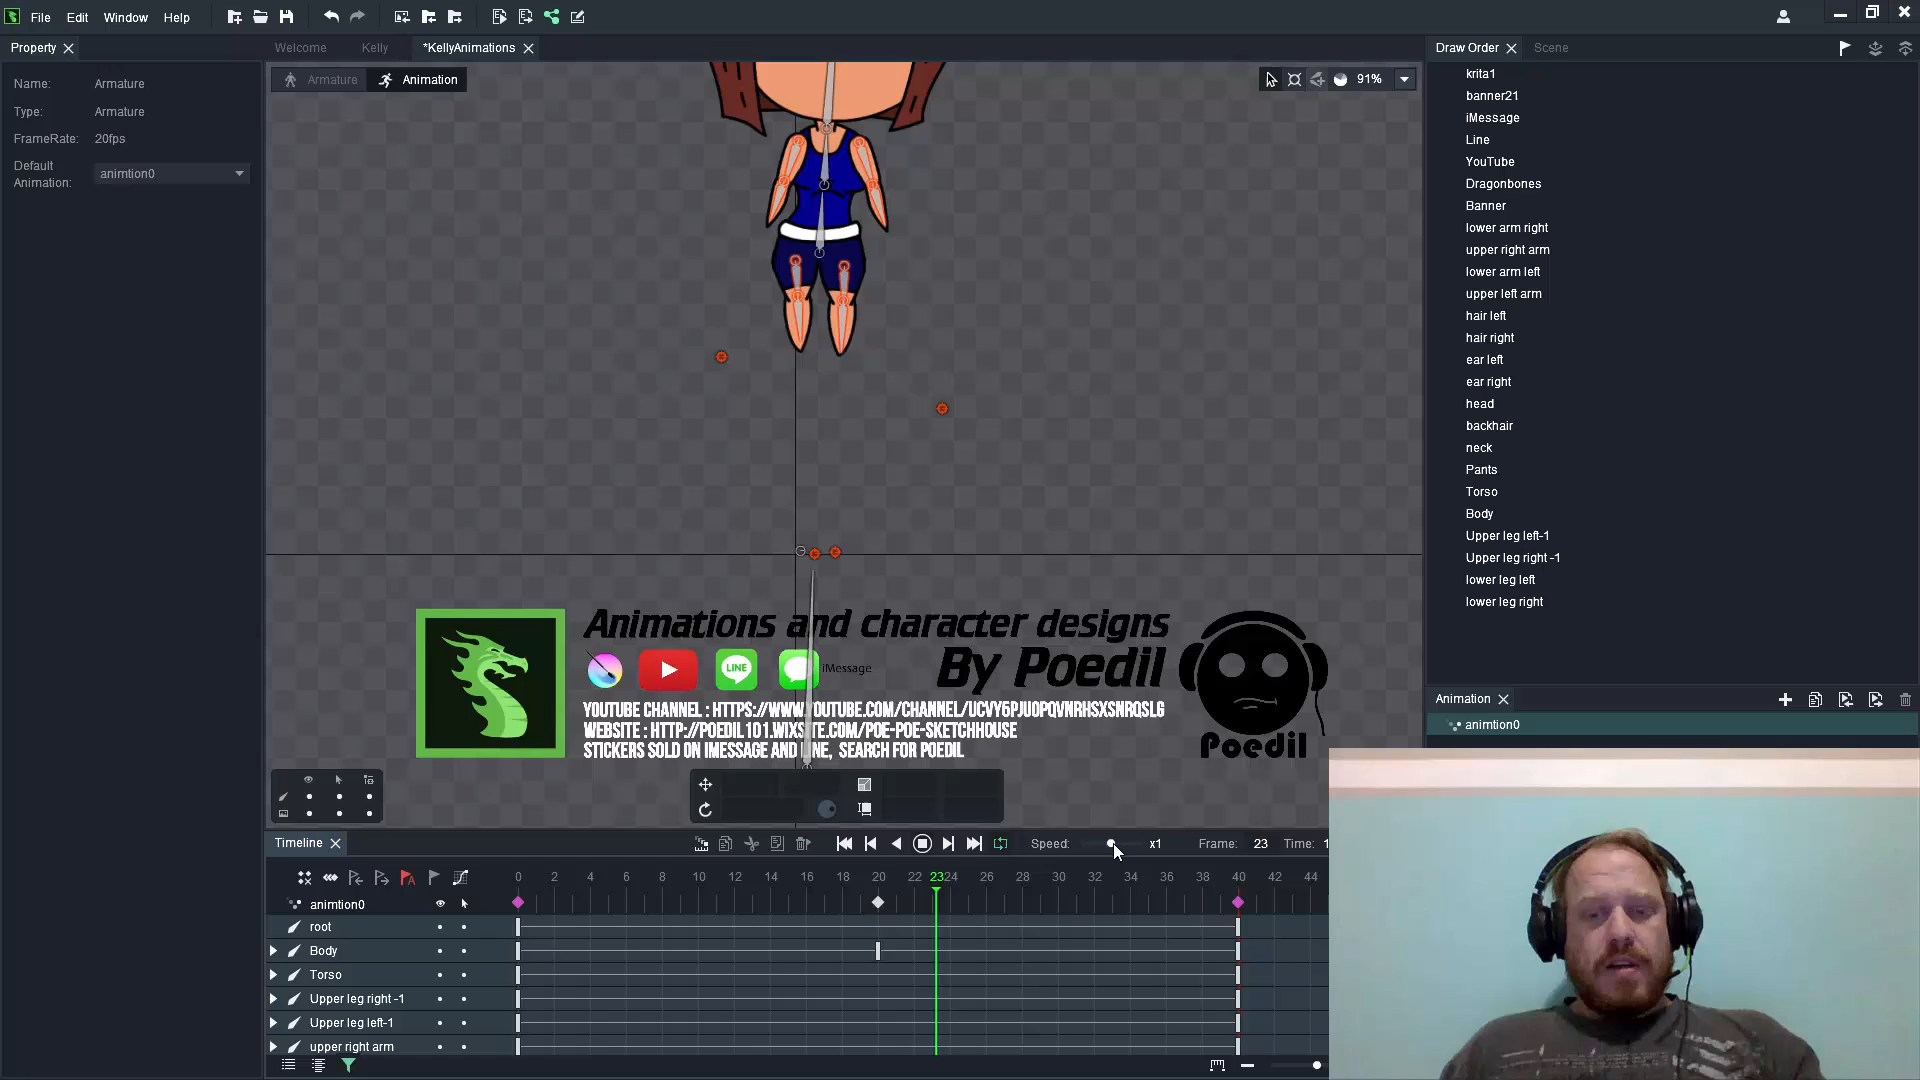 File Edit Window Help
Property
Welcome Kelly *KellyAnimations
Draw Order Scene
Name: Armature
Type: Armature
FrameRate: 20fps
Default Animation: animtion0
Armature Animation
91%
krita1
banner21
iMessage
Line
YouTube
Dragonbones
Banner
lower arm right
upper right arm
lower arm left
upper left arm
hair left
hair right
ear left
ear right
head
backhair
neck
Pants
Torso
Body
Upper leg left-1
Upper leg right -1
lower leg left
lower leg right
Animations and character designs
By Poedil
LINE
iMessage
YOUTUBE CHANNEL : HTTPS://WWW.YOUTUBE.COM/CHANNEL/UCVY6PJUOPQVNRHSXSNRQSLG
WEBSITE : HTTP://POEDIL101.WIXSITE.COM/POE-POE-SKETCHHOUSE
STICKERS SOLD ON IMESSAGE AND LINE, SEARCH FOR POEDIL
Poedil
Animation
animtion0
Timeline
Speed: x1 Frame: 23 Time: 1
0 2 4 6 8 10 12 14 16 18 20 22 23 24 26 28 30 32 34 36 38 40 42 44
animtion0
root
Body
Torso
Upper leg right -1
Upper leg left-1
upper right arm